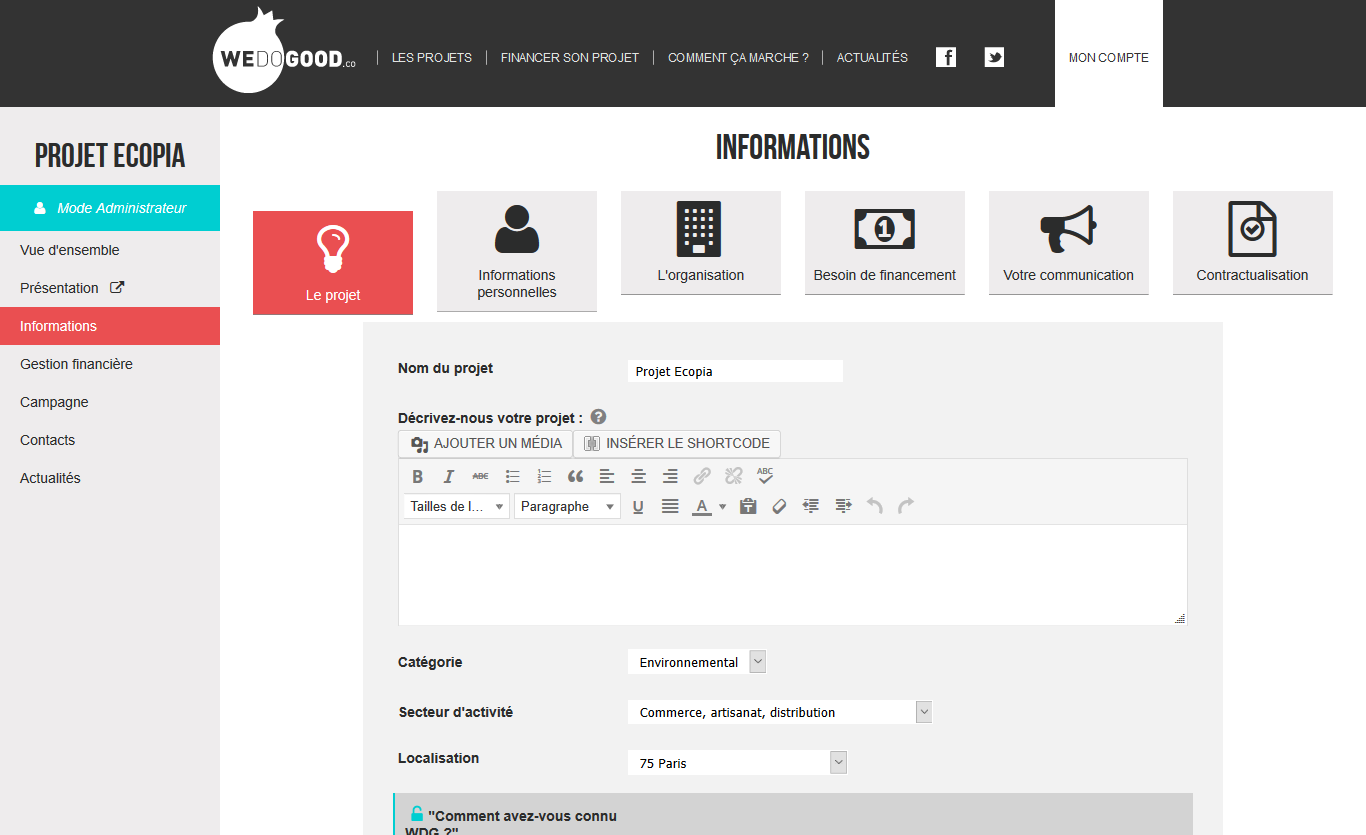 WEDOGOOD.co
LES PROJETS
FINANCER SON PROJET
COMMENT ÇA MARCHE ?
ACTUALITÉS
f
MON COMPTE
PROJET ECOPIA
Mode Administrateur
Vue d'ensemble
Présentation
Informations
Gestion financière
Campagne
Contacts
Actualités
INFORMATIONS
Le projet
Informations
personnelles
L'organisation
1
Besoin de financement
Votre communication
Contractualisation
Nom du projet
Projet Ecopia
Décrivez-nous votre projet : ?
AJOUTER UN MÉDIA
INSÉRER LE SHORTCODE
B I ABC ABC
Tailles de l... Paragraphe U A T
Catégorie
Environnemental
Secteur d'activité
Commerce, artisanat, distribution
Localisation
75 Paris
"Comment avez-vous connu
WDG ?"